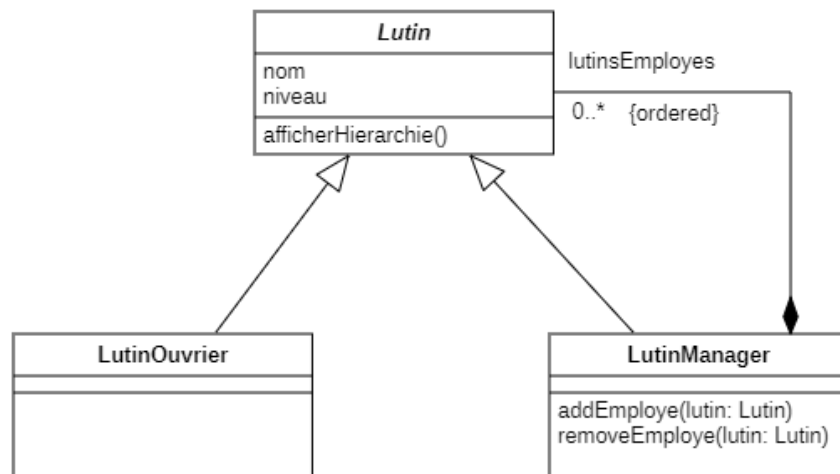 Lutin
nom
niveau
afficherHierarchie()
lutinsEmployes
0..* {ordered}
LutinOuvrier
LutinManager
addEmploye(lutin: Lutin)
removeEmploye(lutin: Lutin)